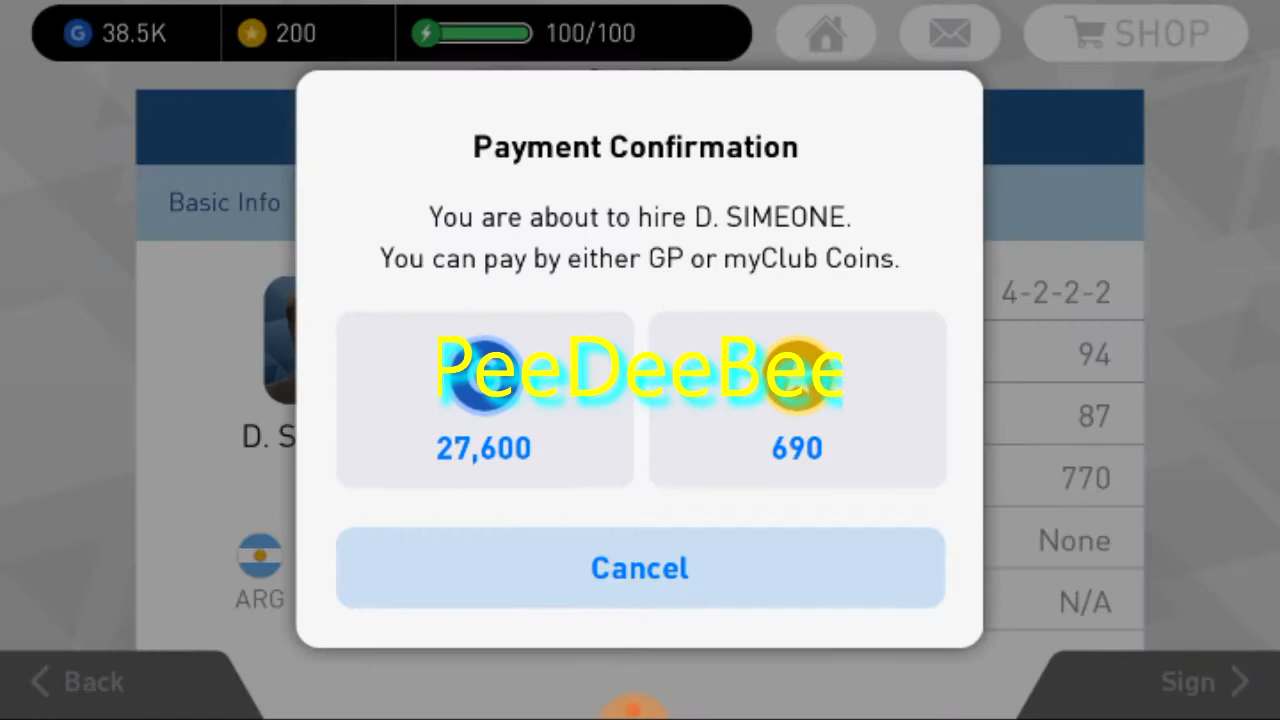 G 38.5K 200 100/100 SHOP
Payment Confirmation
You are about to hire D. SIMEONE.
You can pay by either GP or myClub Coins.
Basic Info
4-2-2-2
PeeDeeBee
94
87
D. S
27,600 690
770
None
Cancel
ARG
N/A
Back Sign